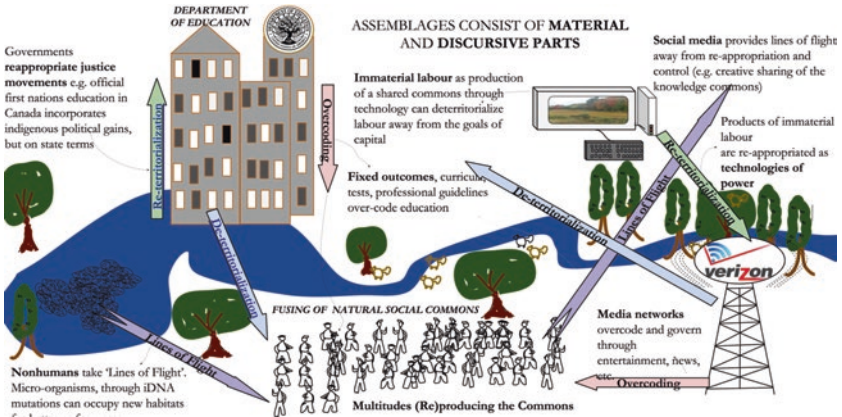 DEPARTMENT
OF EDUCATION
ASSEMBLAGES CONSIST OF MATERIAL
AND DISCURSIVE PARTS
Governments
reappropriate justice
movements e.g. official
first nations education in
Canada incorporates
indigenous political gains,
but on state terms
Re-territorialization
Overcoding
Immaterial labour as production
of a shared commons through
technology can deterritorialize
labour away from the goals of
capital
Fixed outcomes, curricula,
tests, professional guidelines
over-code education
Social media provides lines of flight
away from re-appropriation and
control (e.g. creative sharing of the
knowledge commons)
Products of immaterial
labour
are re-appropriated as
technologies of
power
Re-territorialization
Lines of Flight
De-territorialization
De-territorialization
verizon
FUSING OF NATURAL SOCIAL COMMONS
Lines of Flight
Media networks
overcode and govern
through
entertainment, news,
etc.
Overcoding
Nonhumans take ‘Lines of Flight’.
Micro-organisms, through iDNA
mutations can occupy new habitats
Multitudes (Re)producing the Commons